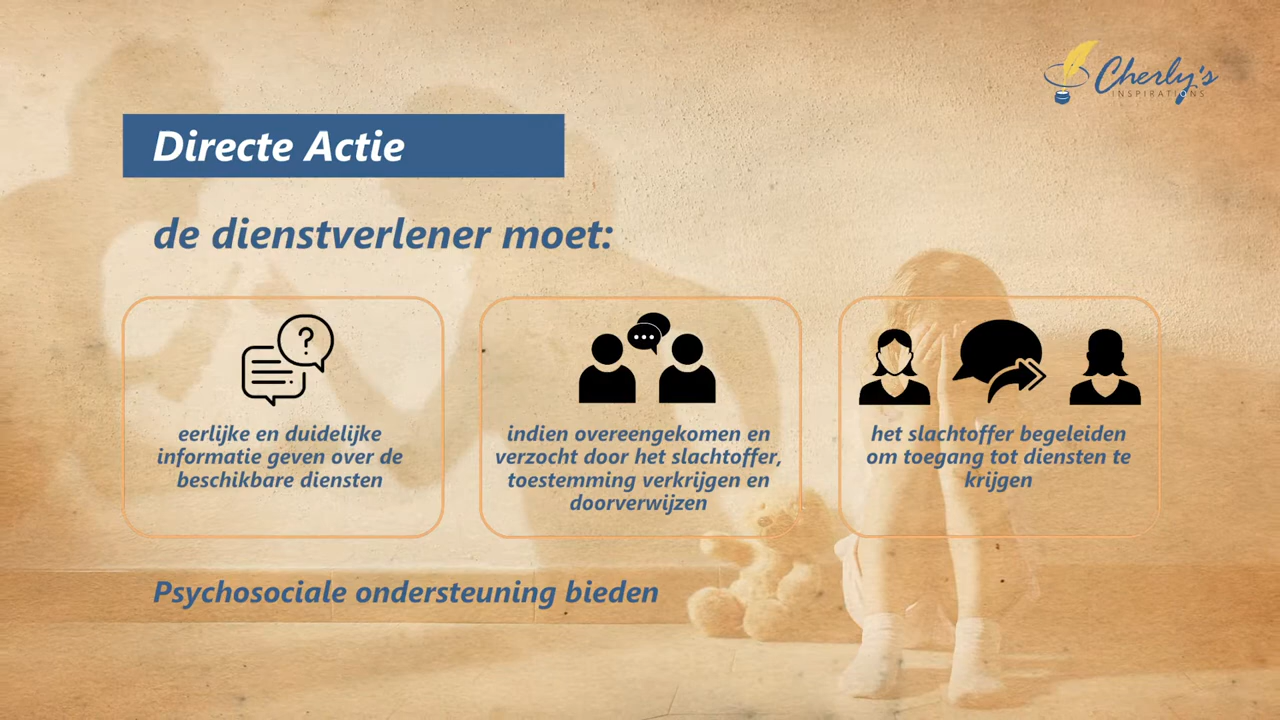 Cherly's
INSPIRATIONS
Directe Actie
de dienstverlener moet:
eerlijke en duidelijke
informatie geven over de
beschikbare diensten
indien overeengekomen en
verzocht door het slachtoffer,
toestemming verkrijgen en
doorverwijzen
het slachtoffer begeleiden
om toegang tot diensten te
krijgen
Psychosociale ondersteuning bieden